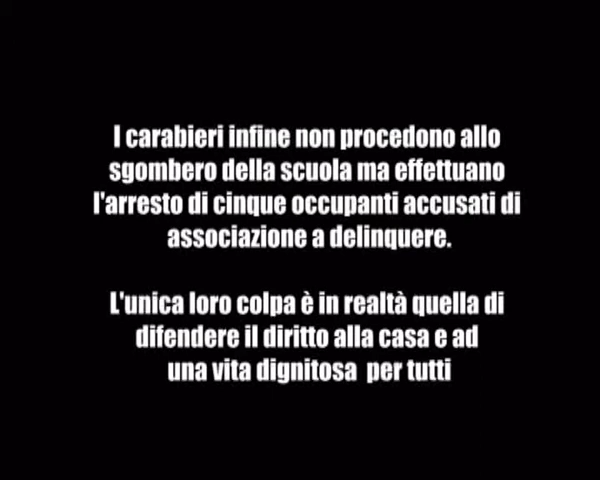 I carabieri infine non procedono allo
sgombero della scuola ma effettuano
l'arresto di cinque occupanti accusati di
associazione a delinquere.
L'unica loro colpa è in realtà quella di
difendere il diritto alla casa e ad
una vita dignitosa per tutti